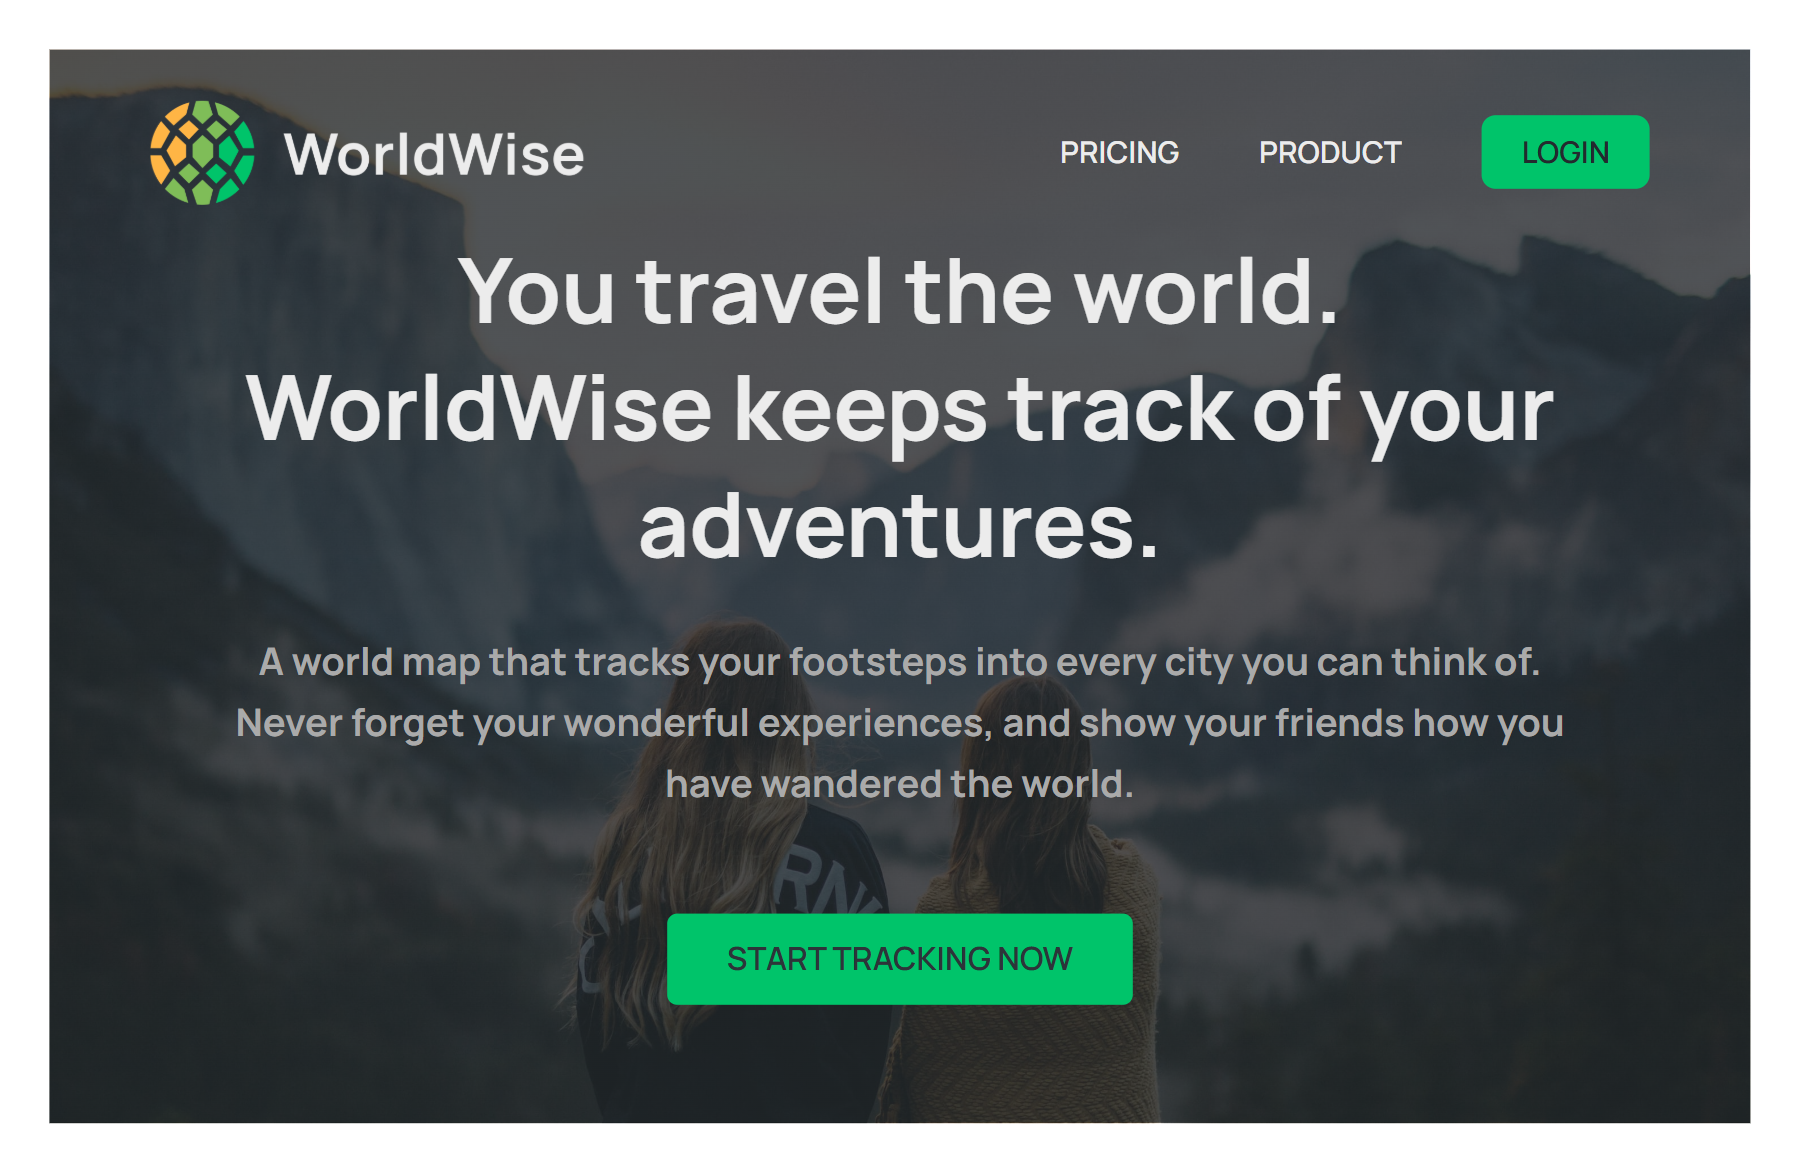 WorldWise
PRICING
PRODUCT
LOGIN
You travel the world.
WorldWise keeps track of your
adventures.
A world map that tracks your footsteps into every city you can think of.
Never forget your wonderful experiences, and show your friends how you
have wandered the world.
START TRACKING NOW